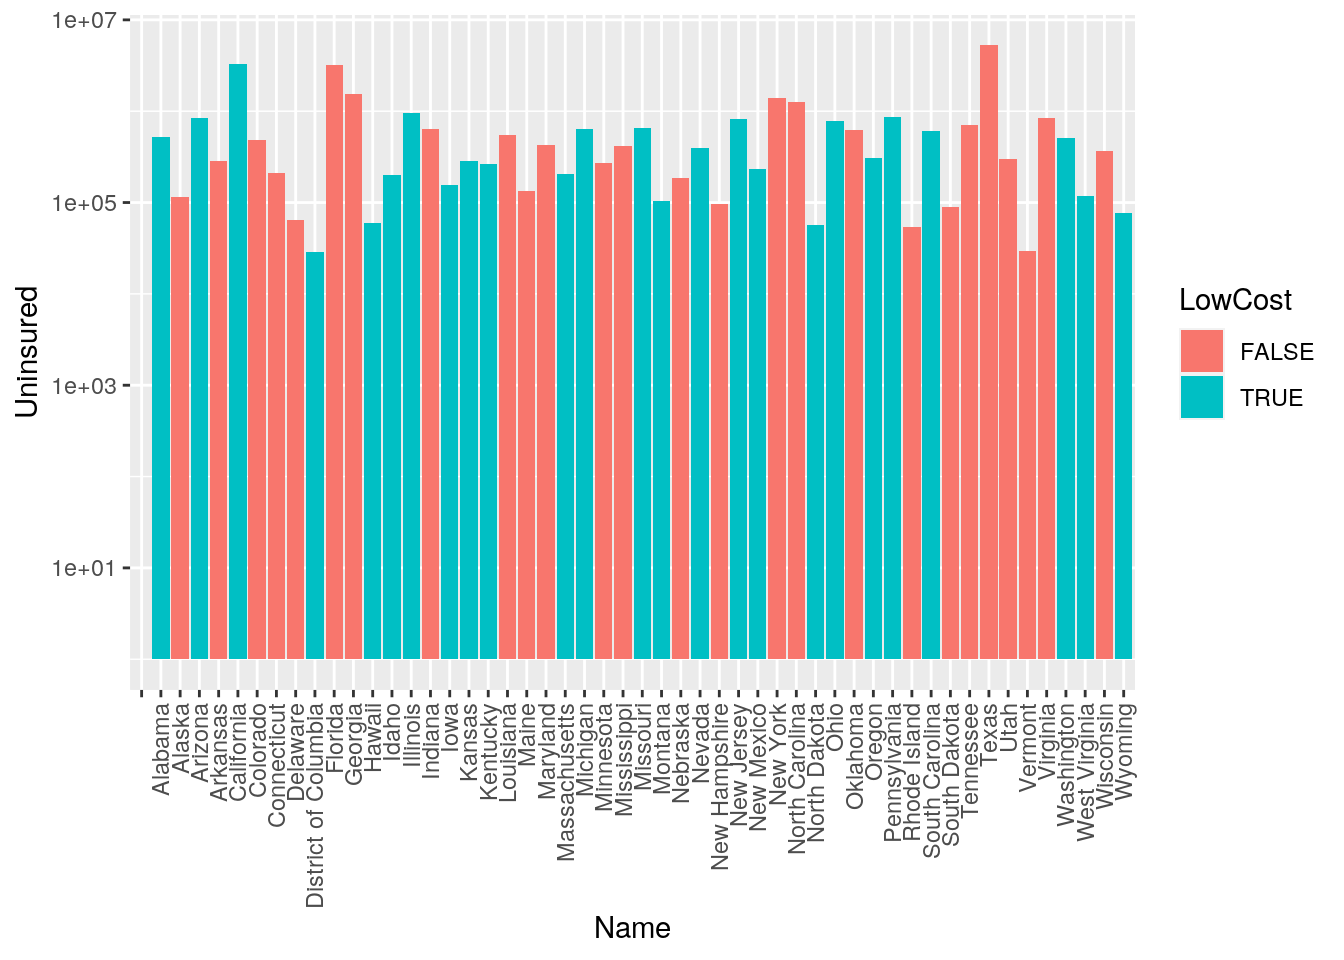 1e+07
1e+05
1e+03
1e+01
Uninsured
Alabama
Alaska
Arizona
Arkansas
California
Colorado
Connecticut
Delaware
District of Columbia
Florida
Georgia
Hawaii
Idaho
Illinois
Indiana
Iowa
Kansas
Kentucky
Louisiana
Maine
Maryland
Massachusetts
Michigan
Minnesota
Mississippi
Missouri
Montana
Nebraska
Nevada
New Hampshire
New Jersey
New Mexico
New York
North Carolina
North Dakota
Ohio
Oklahoma
Oregon
Pennsylvania
Rhode Island
South Carolina
South Dakota
Tennessee
Texas
Utah
Vermont
Virginia
Washington
West Virginia
Wisconsin
Wyoming
Name
LowCost
FALSE
TRUE